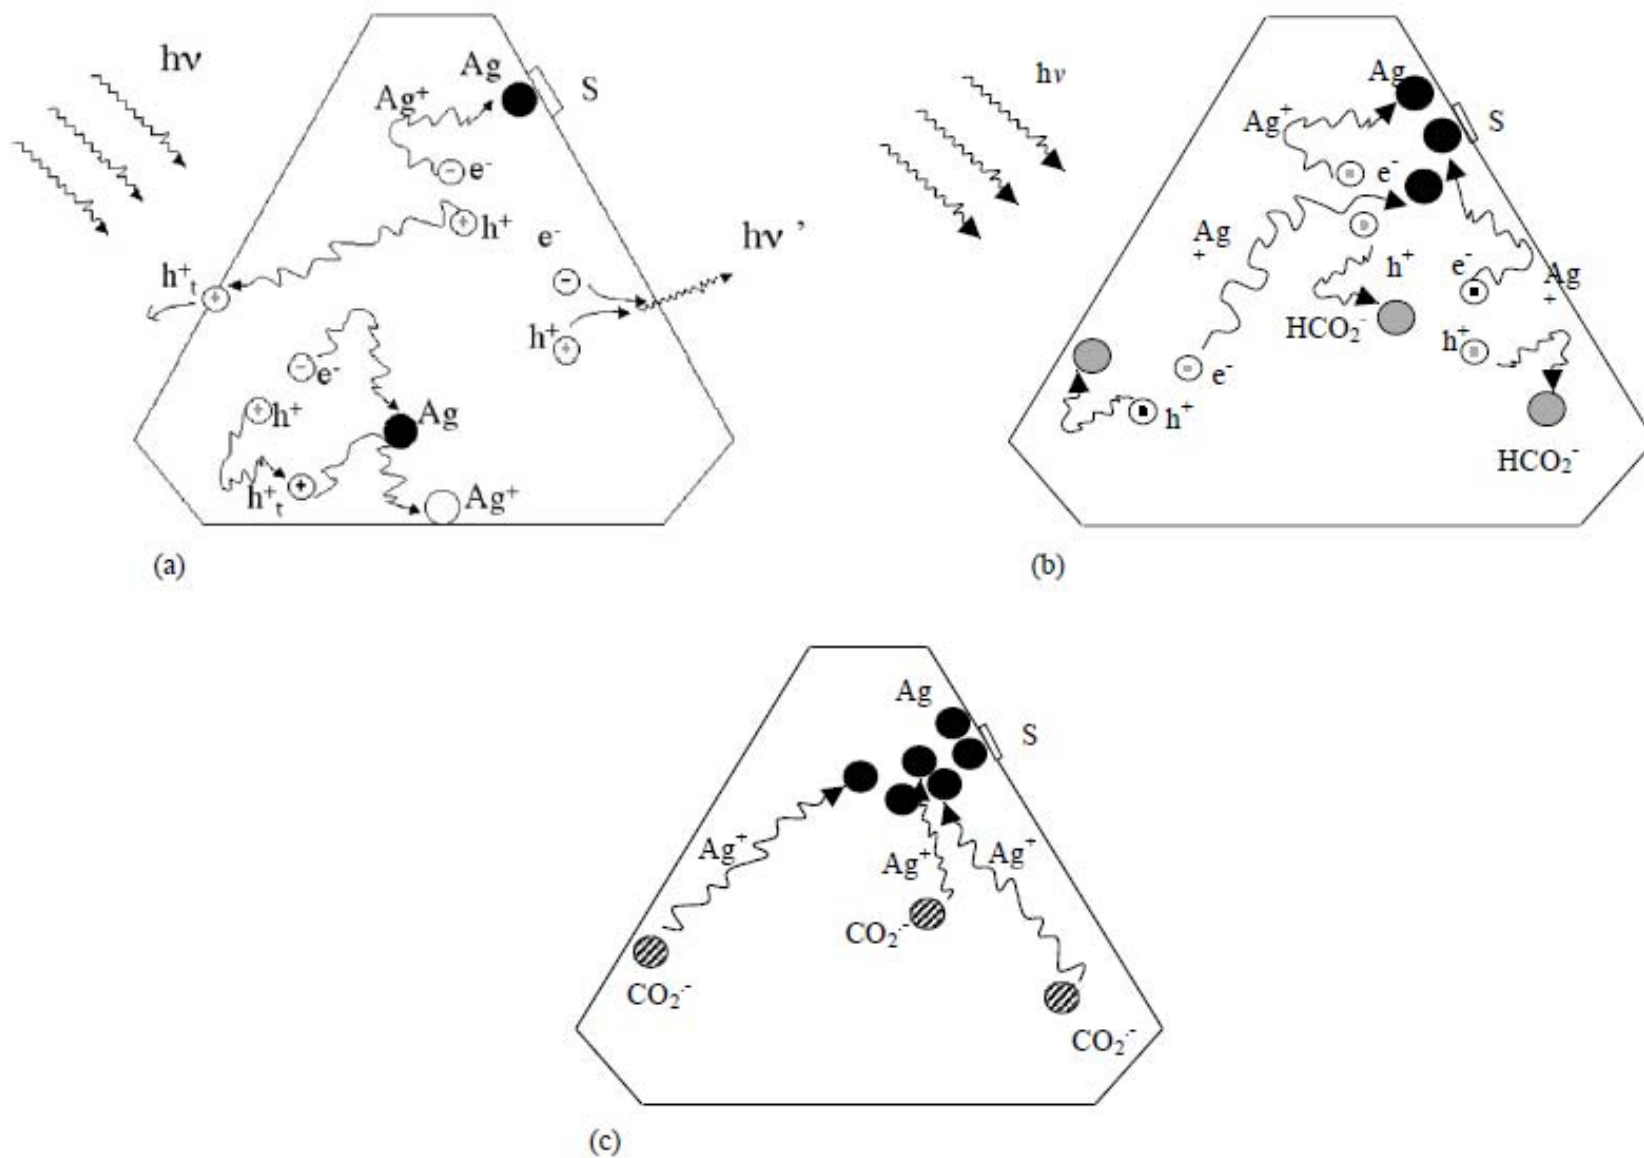 hν
Ag
S
Ag⁺
e⁻
h⁺
e⁻
hν ’
h⁺ₜ
h⁺
e⁻
h⁺
Ag
h⁺ₜ
Ag⁺
(a)
hν
Ag
S
Ag⁺
e⁻
Ag
+
h⁺
e⁻
Ag
+
HCO₂⁻
h⁺
e⁻
h⁺
HCO₂⁻
(b)
Ag
S
Ag⁺
Ag⁺
Ag⁺
CO₂·⁻
CO₂·⁻
CO₂·⁻
(c)